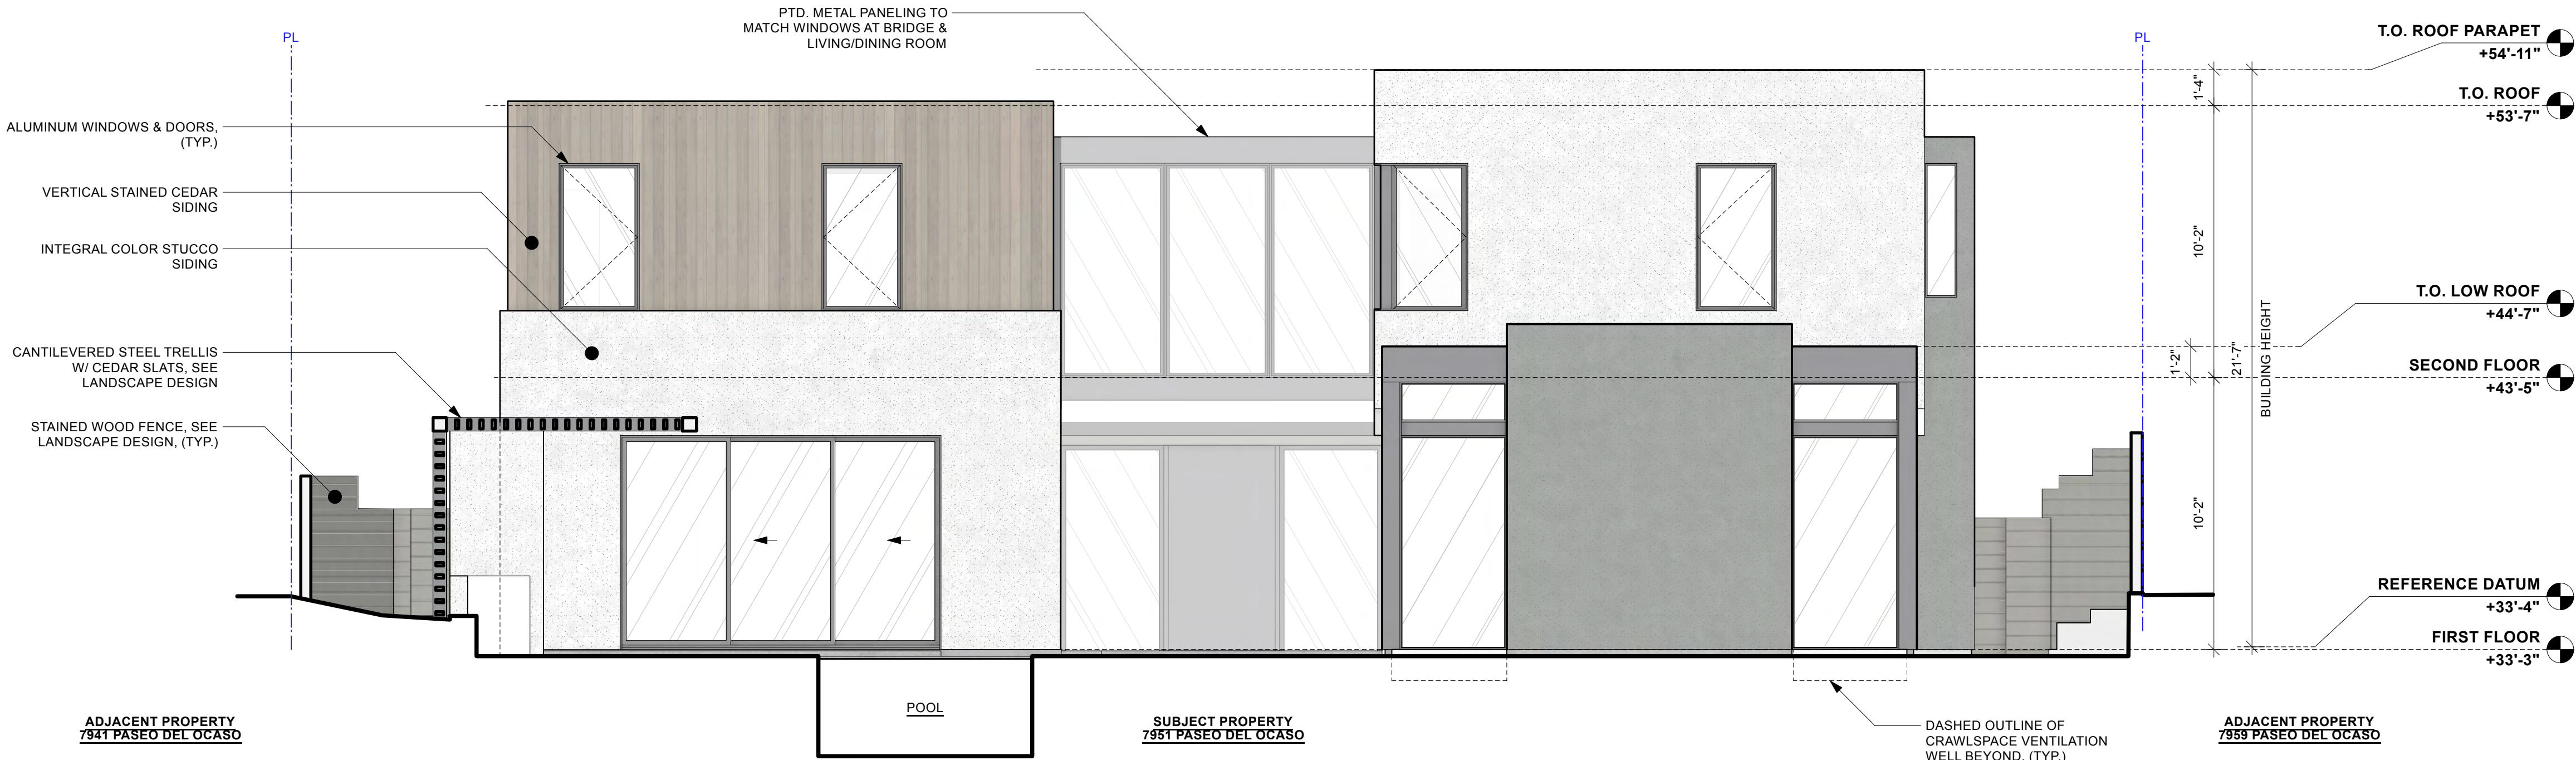 PTD. METAL PANELING TO
MATCH WINDOWS AT BRIDGE &
LIVING/DINING ROOM
PL
PL
T.O. ROOF PARAPET
+54'-11"
1'-4"
T.O. ROOF
+53'-7"
ALUMINUM WINDOWS & DOORS,
(TYP.)
VERTICAL STAINED CEDAR
SIDING
INTEGRAL COLOR STUCCO
SIDING
10'-2"
T.O. LOW ROOF
+44'-7"
CANTILEVERED STEEL TRELLIS
W/ CEDAR SLATS, SEE
LANDSCAPE DESIGN
1'-2"
21'-7"
BUILDING HEIGHT
SECOND FLOOR
+43'-5"
STAINED WOOD FENCE, SEE
LANDSCAPE DESIGN, (TYP.)
10'-2"
REFERENCE DATUM
+33'-4"
FIRST FLOOR
+33'-3"
POOL
ADJACENT PROPERTY
7941 PASEO DEL OCASO
SUBJECT PROPERTY
7951 PASEO DEL OCASO
DASHED OUTLINE OF
CRAWLSPACE VENTILATION
WELL BEYOND, (TYP.)
ADJACENT PROPERTY
7959 PASEO DEL OCASO